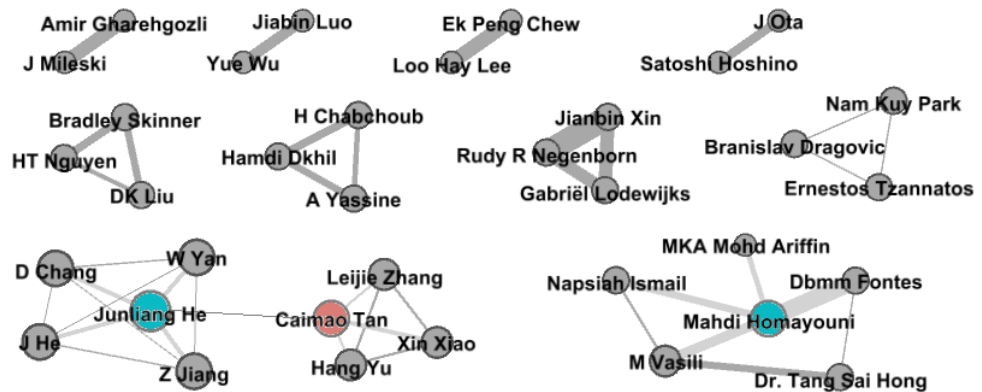 Amir Gharehgozli
J Mileski
Jiabin Luo
Yue Wu
Ek Peng Chew
Loo Hay Lee
J Ota
Satoshi Hoshino
Bradley Skinner
HT Nguyen
DK Liu
H Chabchoub
Hamdi Dkhil
A Yassine
Jianbin Xin
Rudy R Negenborn
Gabriël Lodewijks
Nam Kuy Park
Branislav Dragovic
Ernestos Tzannatos
W Yan
D Chang
Junliang He
J He
Z Jiang
Leijie Zhang
Caimao Tan
Xin Xiao
Hang Yu
MKA Mohd Ariffin
Napsiah Ismail
Dbmm Fontes
Mahdi Homayouni
M Vasili
Dr. Tang Sai Hong